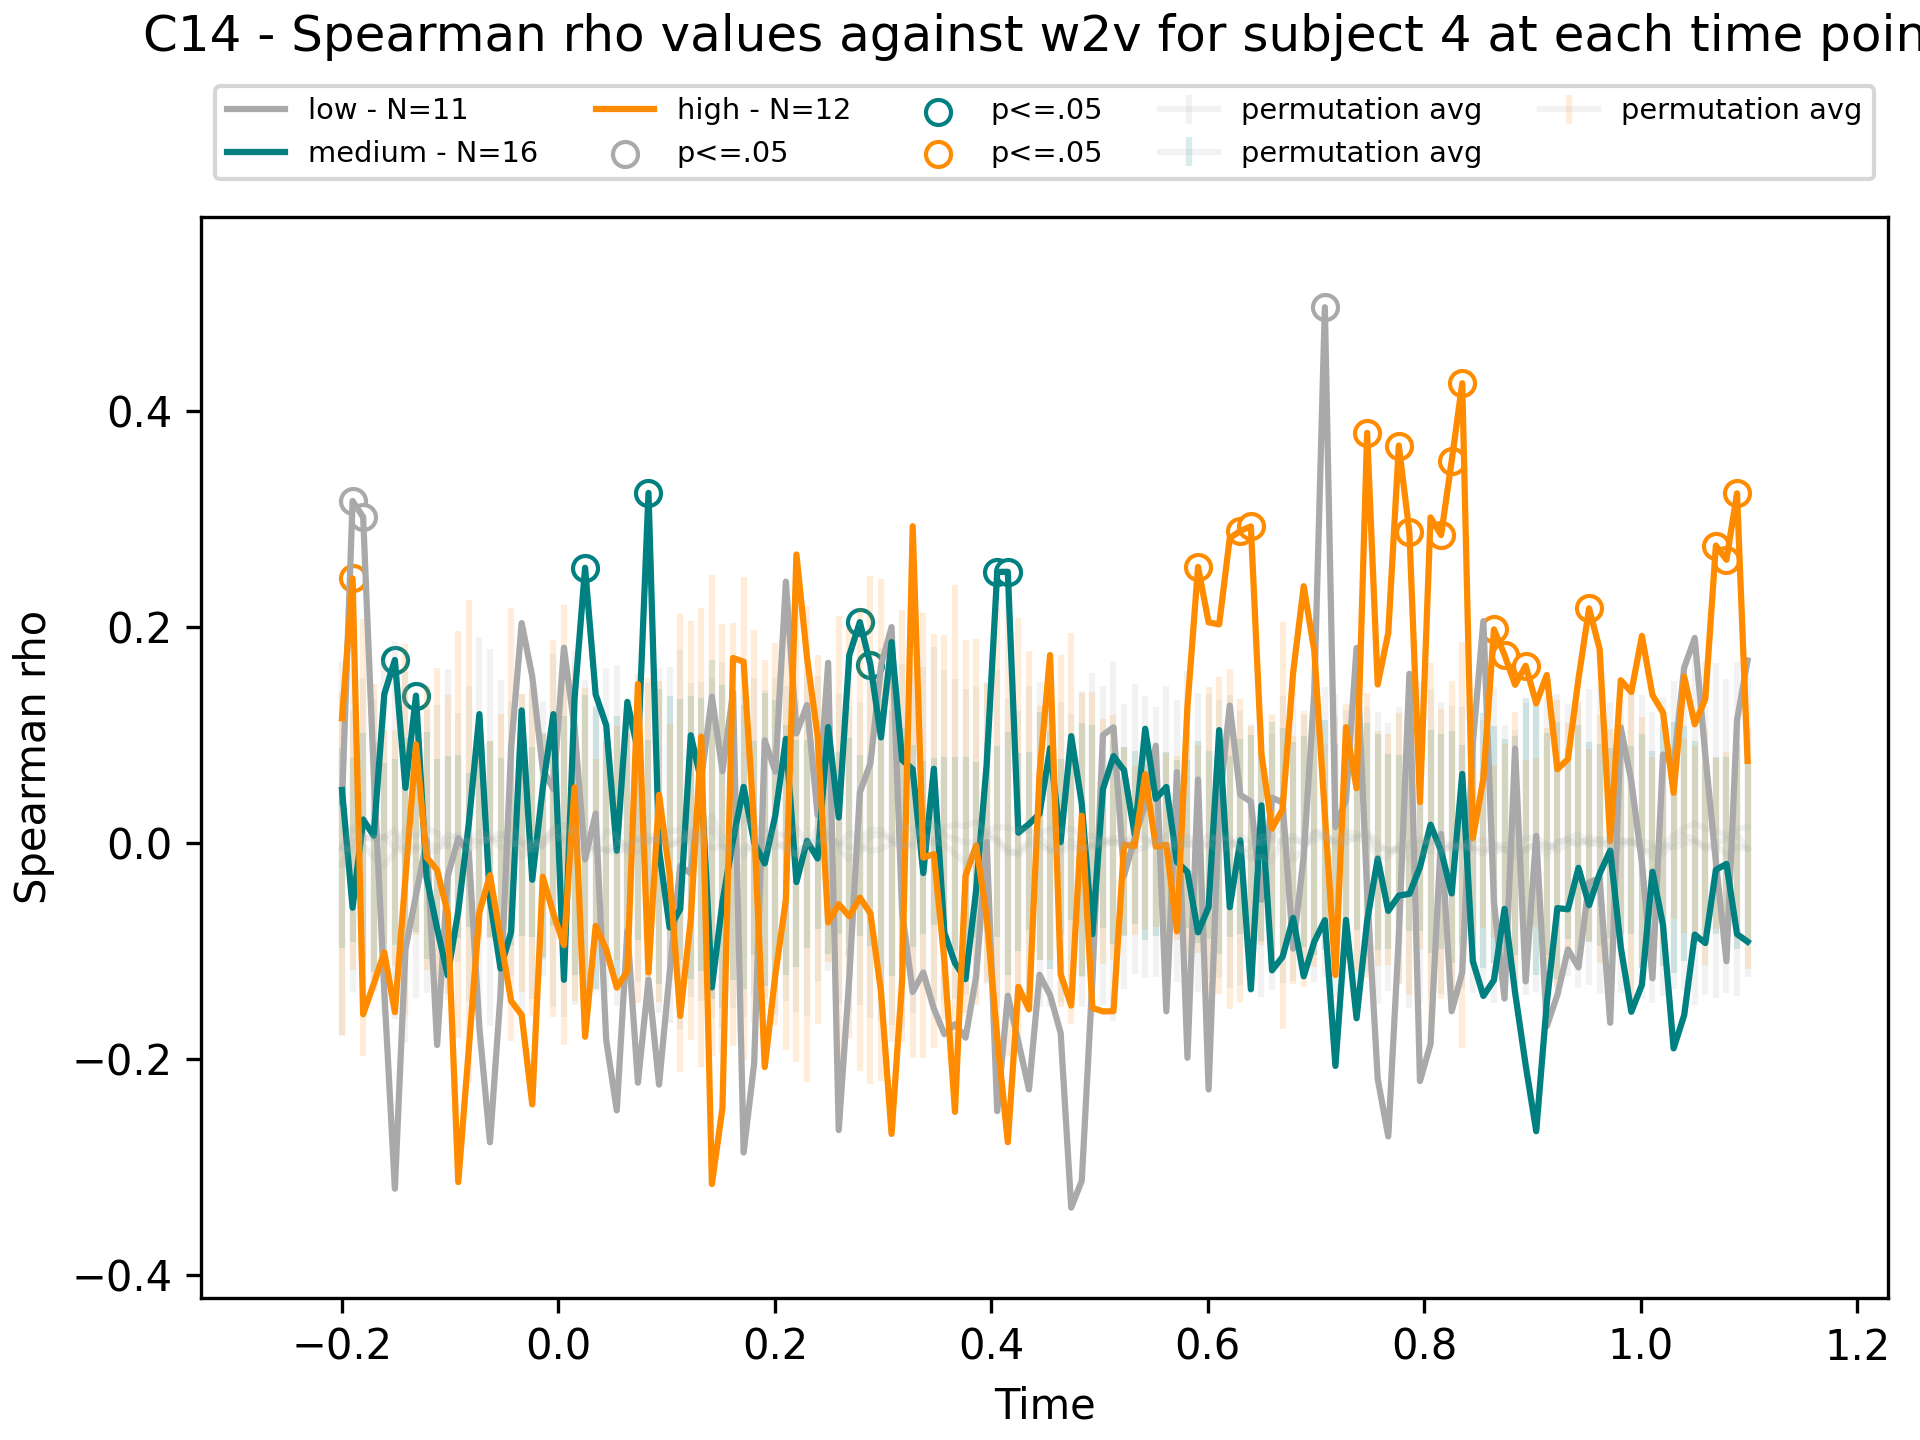 C14 - Spearman rho values against w2v for subject 4 at each time poin
low - N=11
medium - N=16
high - N=12
p<=.05
p<=.05
p<=.05
permutation avg
permutation avg
permutation avg
Spearman rho
0.4
0.2
0.0
−0.2
−0.4
−0.2 0.0 0.2 0.4 0.6 0.8 1.0 1.2
Time